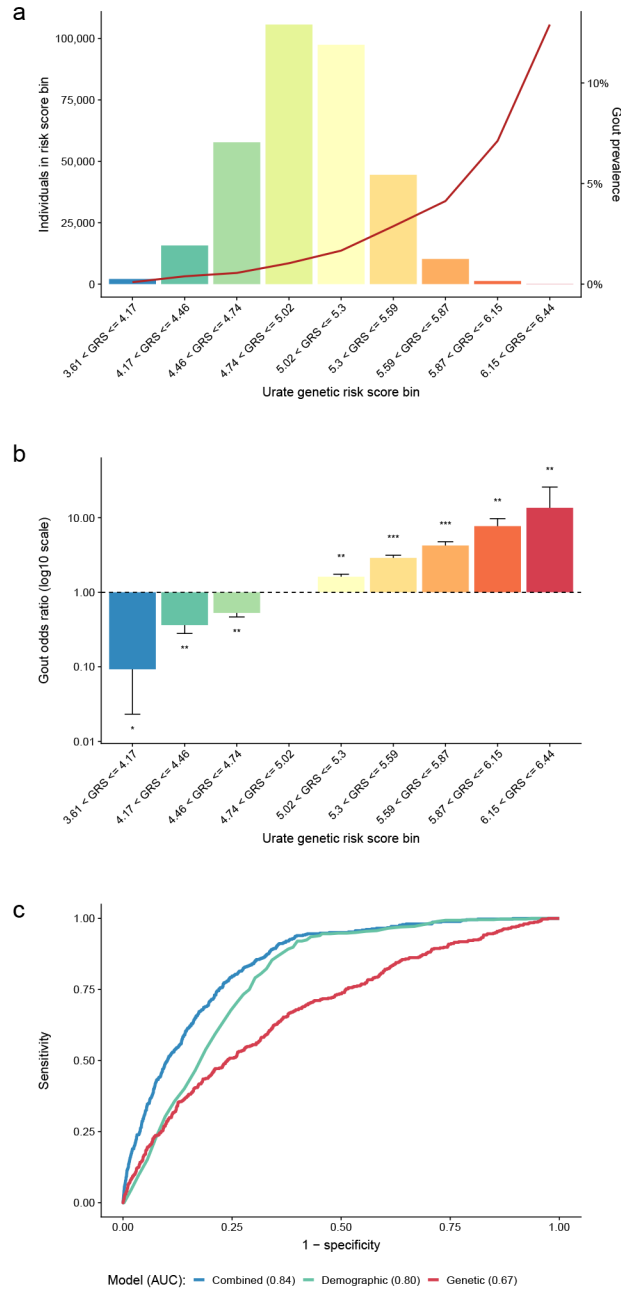 a
100,000
75,000
50,000
25,000
0
Individuals in risk score bin
10%
5%
0%
Gout prevalence
3.61 < GRS <= 4.17
4.17 < GRS <= 4.46
4.46 < GRS <= 4.74
4.74 < GRS <= 5.02
5.02 < GRS <= 5.3
5.3 < GRS <= 5.59
5.59 < GRS <= 5.87
5.87 < GRS <= 6.15
6.15 < GRS <= 6.44
Urate genetic risk score bin
b
10.00
1.00
0.10
0.01
Gout odds ratio (log10 scale)
*
**
**
**
***
***
**
**
3.61 < GRS <= 4.17
4.17 < GRS <= 4.46
4.46 < GRS <= 4.74
4.74 < GRS <= 5.02
5.02 < GRS <= 5.3
5.3 < GRS <= 5.59
5.59 < GRS <= 5.87
5.87 < GRS <= 6.15
6.15 < GRS <= 6.44
Urate genetic risk score bin
c
1.00
0.75
0.50
0.25
0.00
Sensitivity
0.00 0.25 0.50 0.75 1.00
1 − specificity
Model (AUC): Combined (0.84) Demographic (0.80) Genetic (0.67)